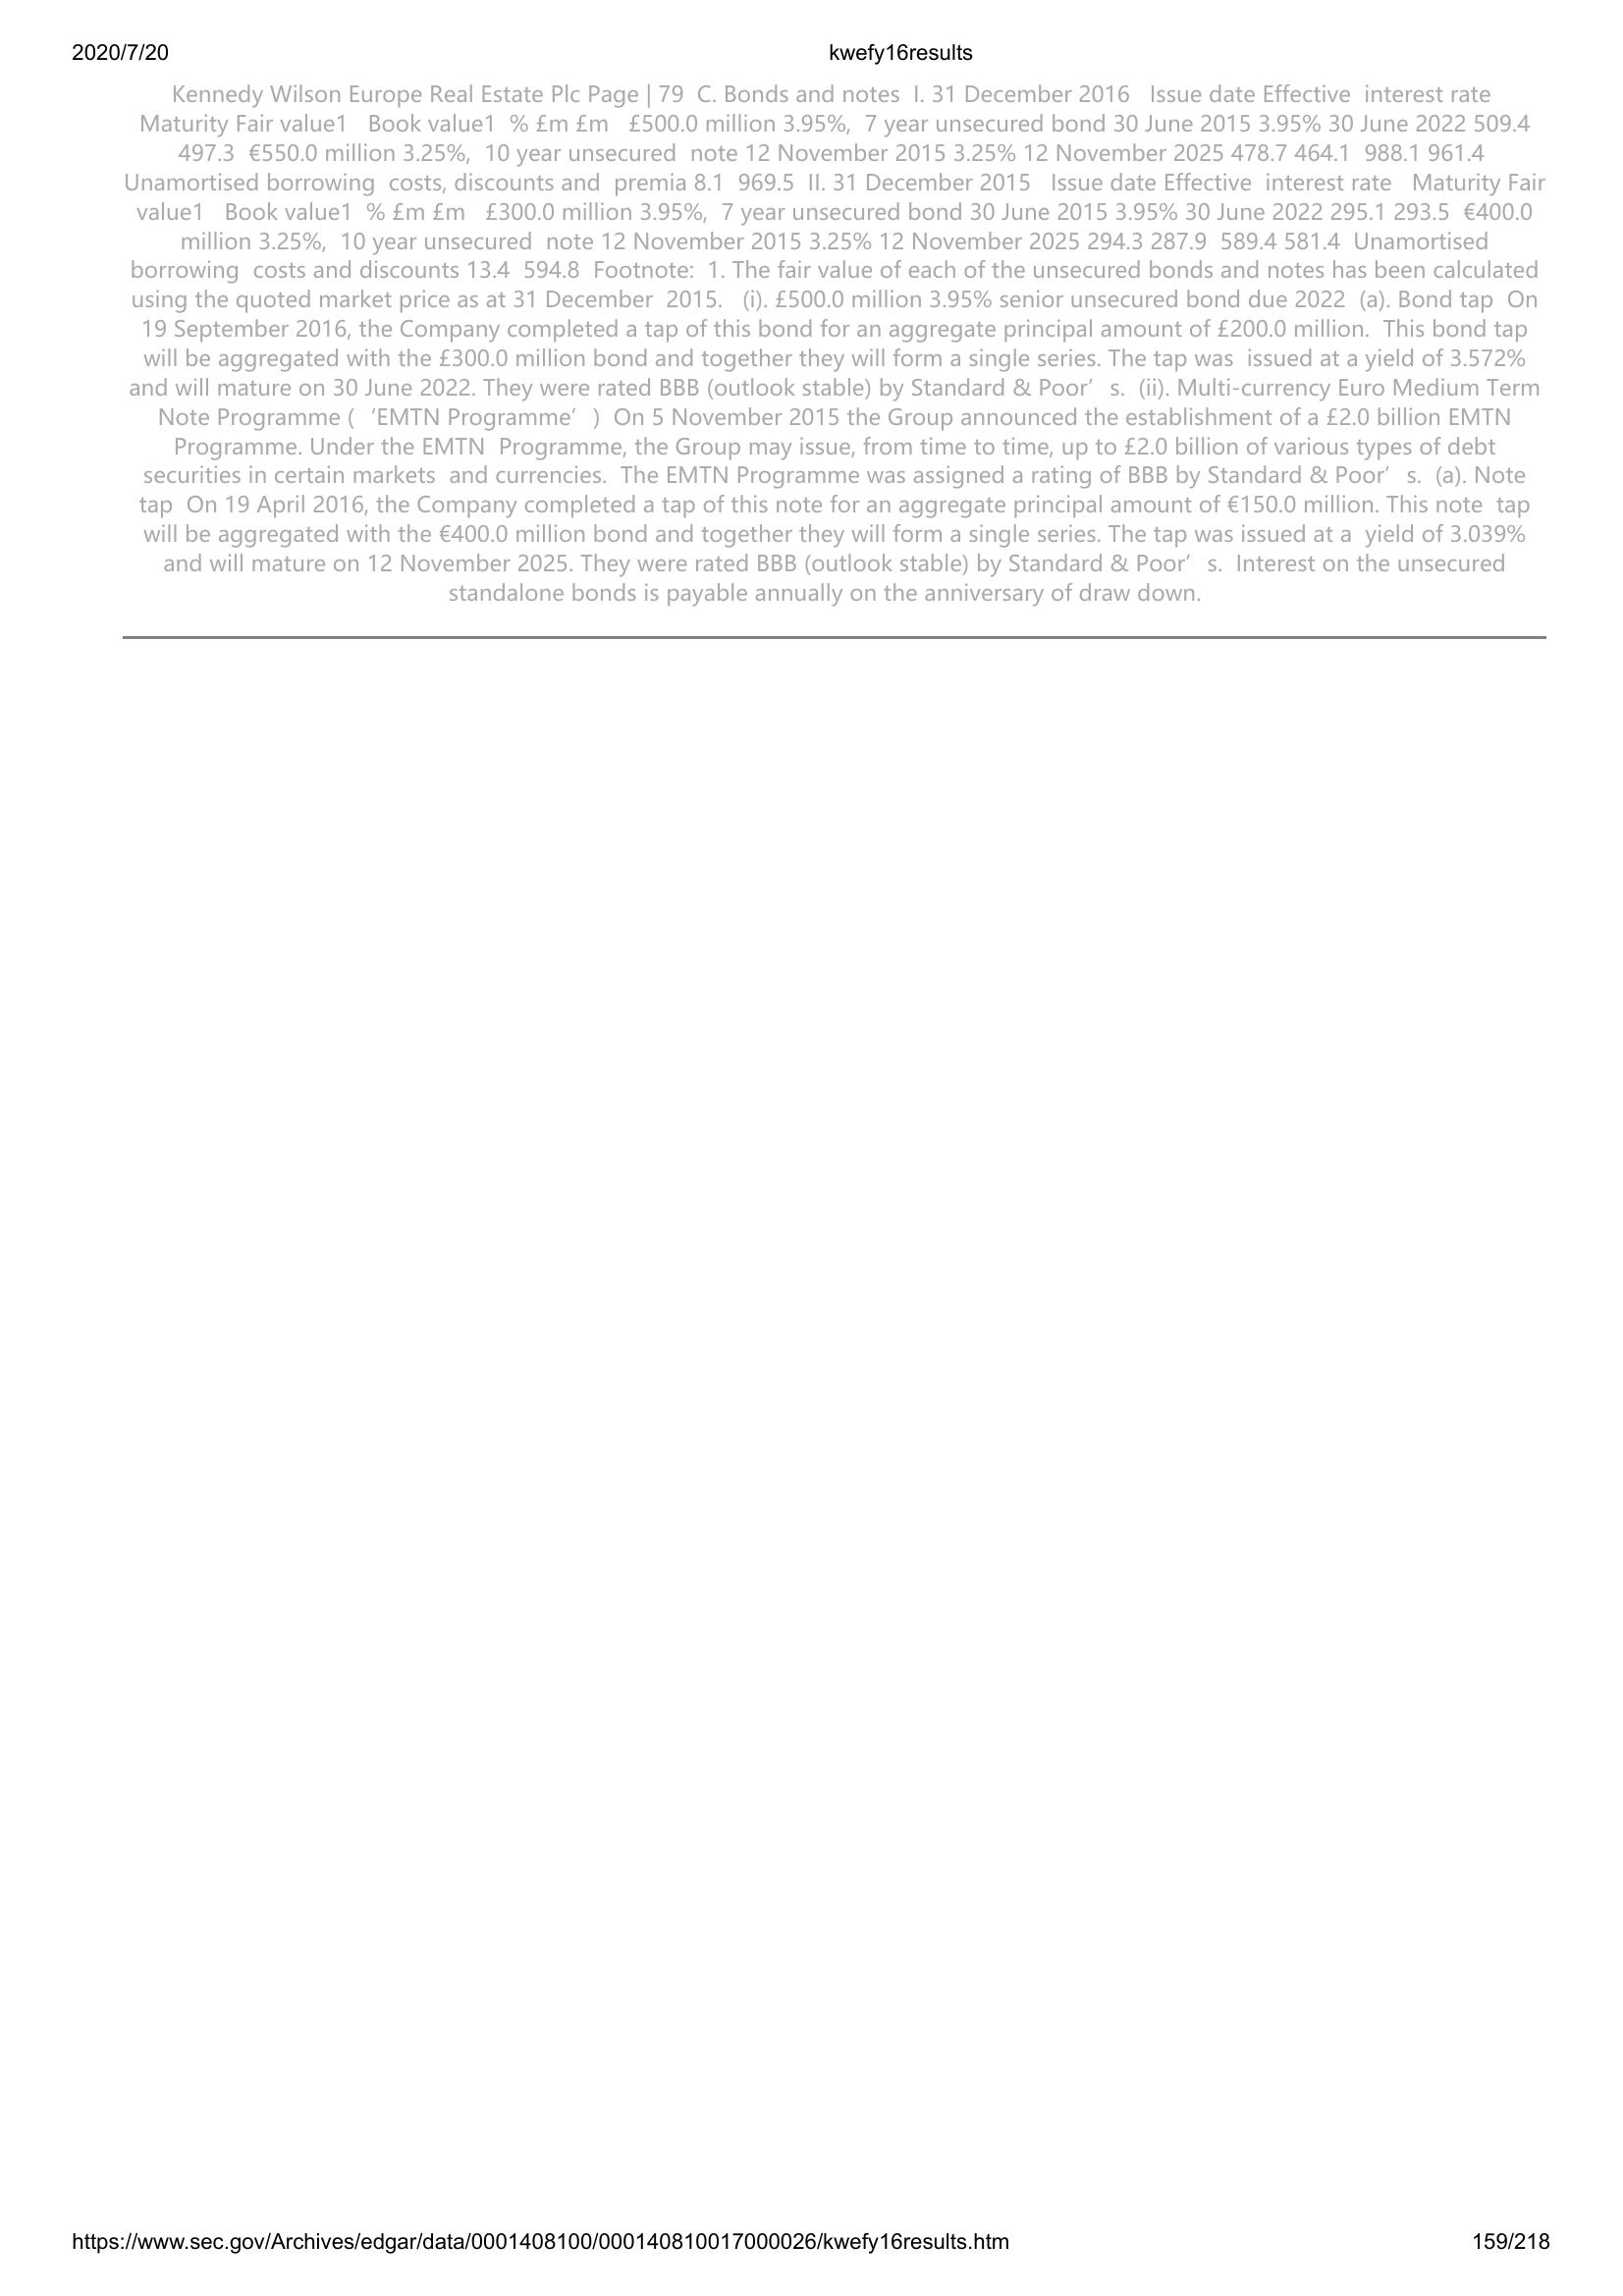 2020/7/20 kwefy16results
Kennedy Wilson Europe Real Estate Plc Page | 79 C. Bonds and notes I. 31 December 2016 Issue date Effective interest rate
Maturity Fair value1 Book value1 % £m £m £500.0 million 3.95%, 7 year unsecured bond 30 June 2015 3.95% 30 June 2022 509.4
497.3 €550.0 million 3.25%, 10 year unsecured note 12 November 2015 3.25% 12 November 2025 478.7 464.1 988.1 961.4
Unamortised borrowing costs, discounts and premia 8.1 969.5 II. 31 December 2015 Issue date Effective interest rate Maturity Fair
value1 Book value1 % £m £m £300.0 million 3.95%, 7 year unsecured bond 30 June 2015 3.95% 30 June 2022 295.1 293.5 €400.0
million 3.25%, 10 year unsecured note 12 November 2015 3.25% 12 November 2025 294.3 287.9 589.4 581.4 Unamortised
borrowing costs and discounts 13.4 594.8 Footnote: 1. The fair value of each of the unsecured bonds and notes has been calculated
using the quoted market price as at 31 December 2015. (i). £500.0 million 3.95% senior unsecured bond due 2022 (a). Bond tap On
19 September 2016, the Company completed a tap of this bond for an aggregate principal amount of £200.0 million. This bond tap
will be aggregated with the £300.0 million bond and together they will form a single series. The tap was issued at a yield of 3.572%
and will mature on 30 June 2022. They were rated BBB (outlook stable) by Standard & Poor’s. (ii). Multi-currency Euro Medium Term
Note Programme (‘EMTN Programme’) On 5 November 2015 the Group announced the establishment of a £2.0 billion EMTN
Programme. Under the EMTN Programme, the Group may issue, from time to time, up to £2.0 billion of various types of debt
securities in certain markets and currencies. The EMTN Programme was assigned a rating of BBB by Standard & Poor’s. (a). Note
tap On 19 April 2016, the Company completed a tap of this note for an aggregate principal amount of €150.0 million. This note tap
will be aggregated with the €400.0 million bond and together they will form a single series. The tap was issued at a yield of 3.039%
and will mature on 12 November 2025. They were rated BBB (outlook stable) by Standard & Poor’s. Interest on the unsecured
standalone bonds is payable annually on the anniversary of draw down.
https://www.sec.gov/Archives/edgar/data/0001408100/000140810017000026/kwefy16results.htm 159/218